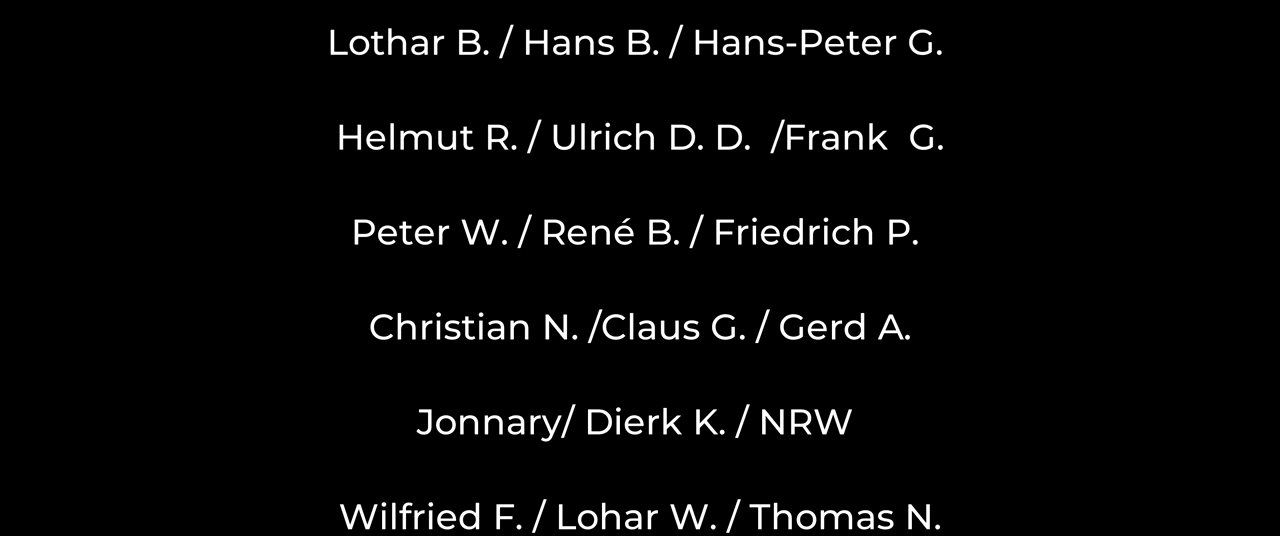 Lothar B. / Hans B. / Hans-Peter G.
Helmut R. / Ulrich D. D.  /Frank  G.
Peter W. / René B. / Friedrich P.
Christian N. /Claus G. / Gerd A.
Jonnary/ Dierk K. / NRW
Wilfried F. / Lohar W. / Thomas N.